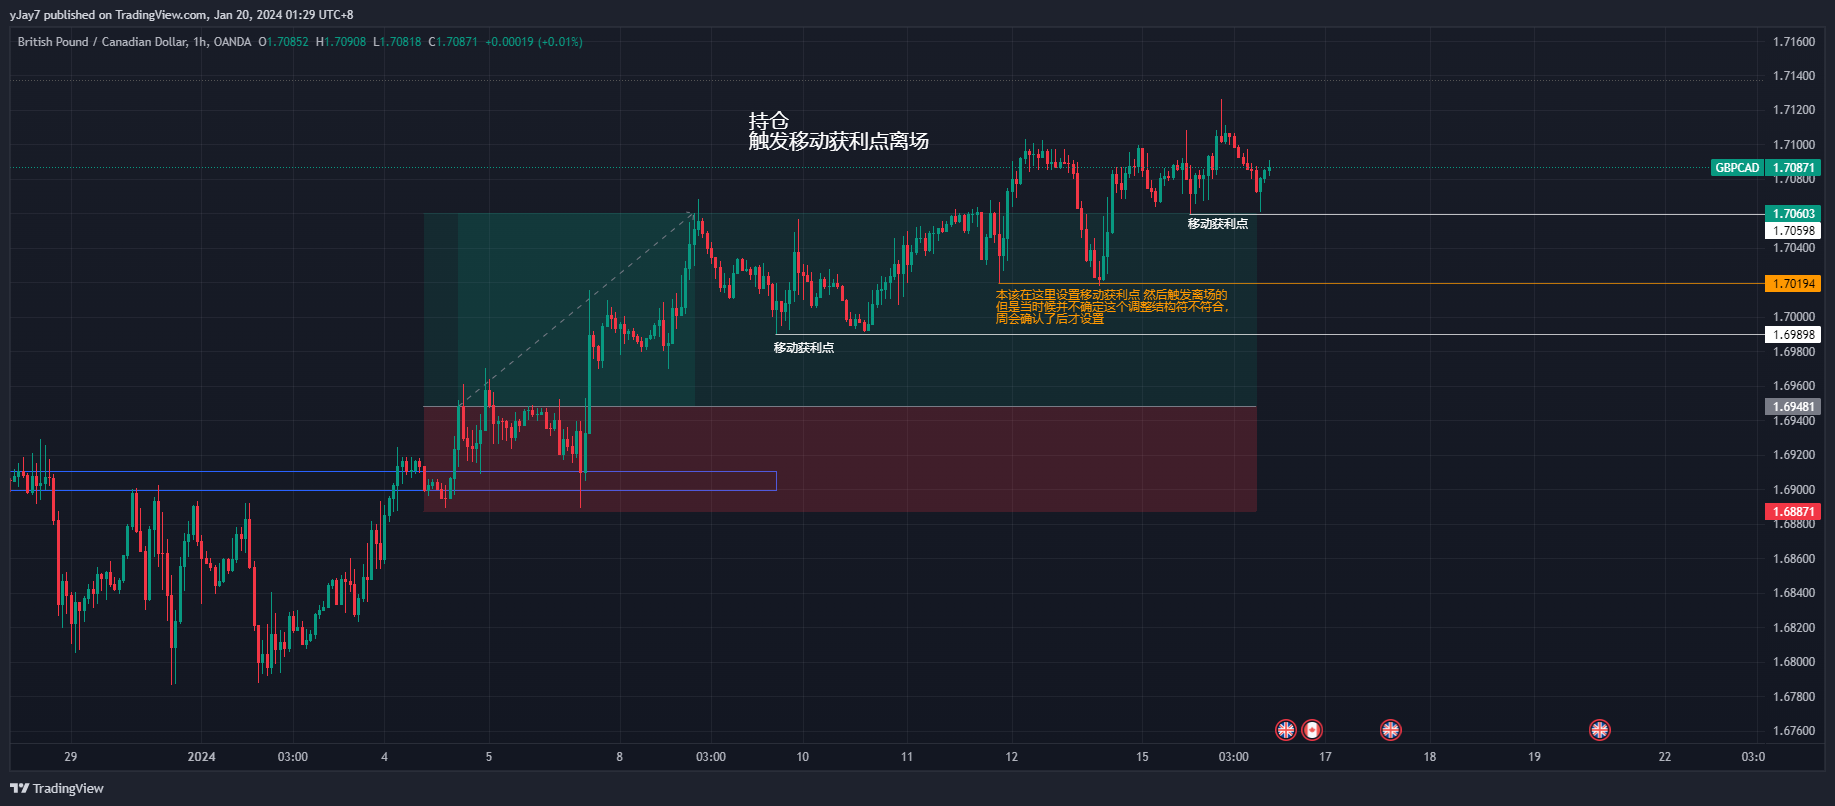 yJay7 published on TradingView.com, Jan 20, 2024 01:29 UTC+8
British Pound / Canadian Dollar, 1h, OANDA O1.70852 H1.70908 L1.70818 C1.70871 +0.00019 (+0.01%)
持仓
触发移动获利点离场
移动获利点
本该在这里设置移动获利点 然后触发离场的
但是当时候并不确定这个调整结构符不符合，
周会确认了后才设置
移动获利点
1.71600
1.71400
1.71200
1.71000
GBPCAD 1.70871
1.70800
1.70603
1.70598
1.70400
1.70194
1.70000
1.69898
1.69800
1.69600
1.69481
1.69400
1.69200
1.69000
1.68871
1.68800
1.68600
1.68400
1.68200
1.68000
1.67800
1.67600
29 2024 03:00 4 5 8 03:00 10 11 12 15 03:00 17 18 19 22 03:0
TradingView